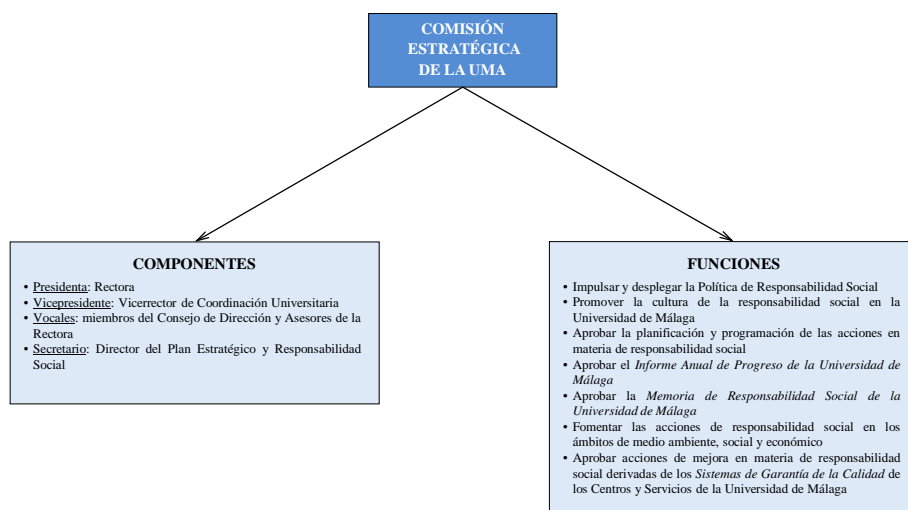 COMISIÓN
ESTRATÉGICA
DE LA UMA
COMPONENTES
• Presidenta: Rectora
• Vicepresidente: Vicerrector de Coordinación Universitaria
• Vocales: miembros del Consejo de Dirección y Asesores de la
Rectora
• Secretario: Director del Plan Estratégico y Responsabilidad
Social
FUNCIONES
• Impulsar y desplegar la Política de Responsabilidad Social
• Promover la cultura de la responsabilidad social en la
Universidad de Málaga
• Aprobar la planificación y programación de las acciones en
materia de responsabilidad social
• Aprobar el Informe Anual de Progreso de la Universidad de
Málaga
• Aprobar la Memoria de Responsabilidad Social de la
Universidad de Málaga
• Fomentar las acciones de responsabilidad social en los
ámbitos de medio ambiente, social y económico
• Aprobar acciones de mejora en materia de responsabilidad
social derivadas de los Sistemas de Garantía de la Calidad de
los Centros y Servicios de la Universidad de Málaga